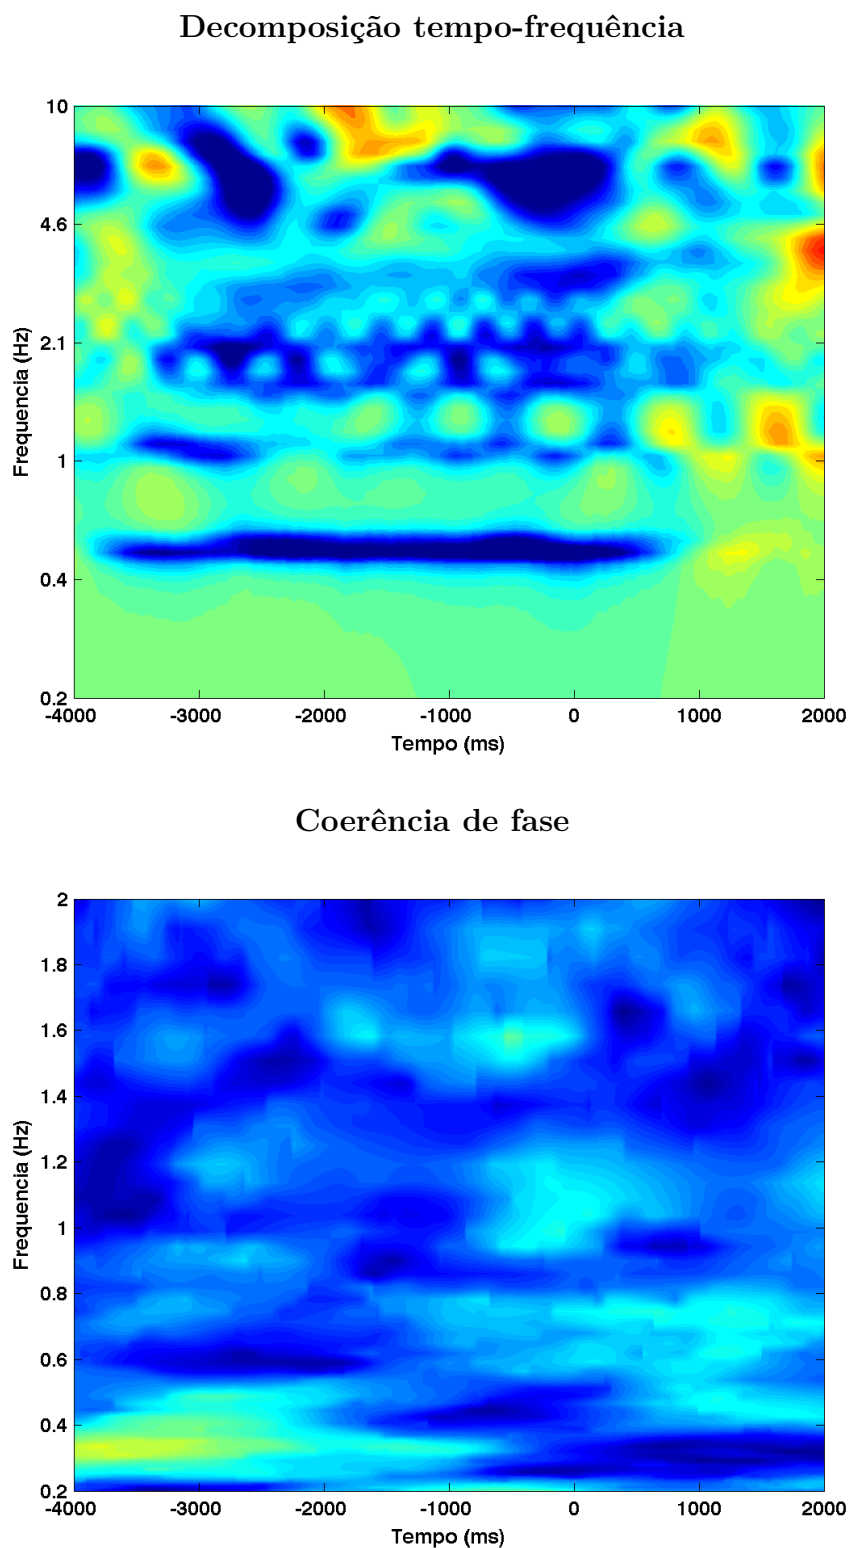 Decomposição tempo-frequência
10
4.6
2.1
1
0.4
0.2
Frequencia (Hz)
-4000 -3000 -2000 -1000 0 1000 2000
Tempo (ms)
Coerência de fase
2
1.8
1.6
1.4
1.2
1
0.8
0.6
0.4
0.2
Frequencia (Hz)
-4000 -3000 -2000 -1000 0 1000 2000
Tempo (ms)